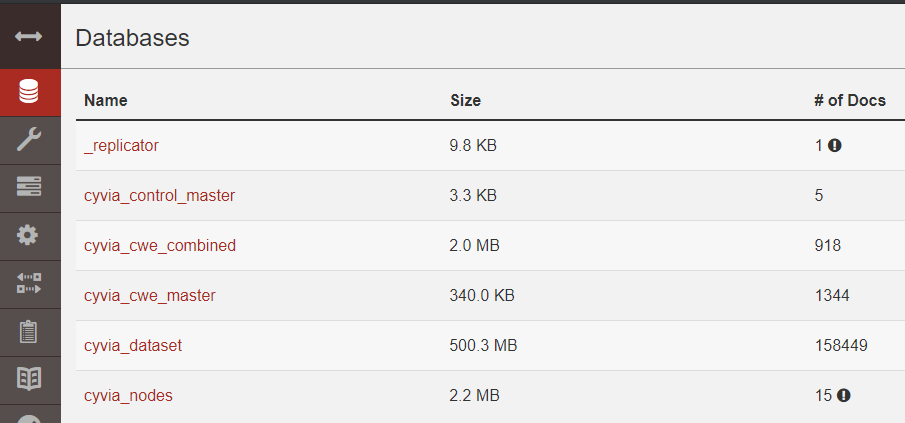 Databases
Name Size # of Docs
_replicator 9.8 KB 1
cyvia_control_master 3.3 KB 5
cyvia_cwe_combined 2.0 MB 918
cyvia_cwe_master 340.0 KB 1344
cyvia_dataset 500.3 MB 158449
cyvia_nodes 2.2 MB 15